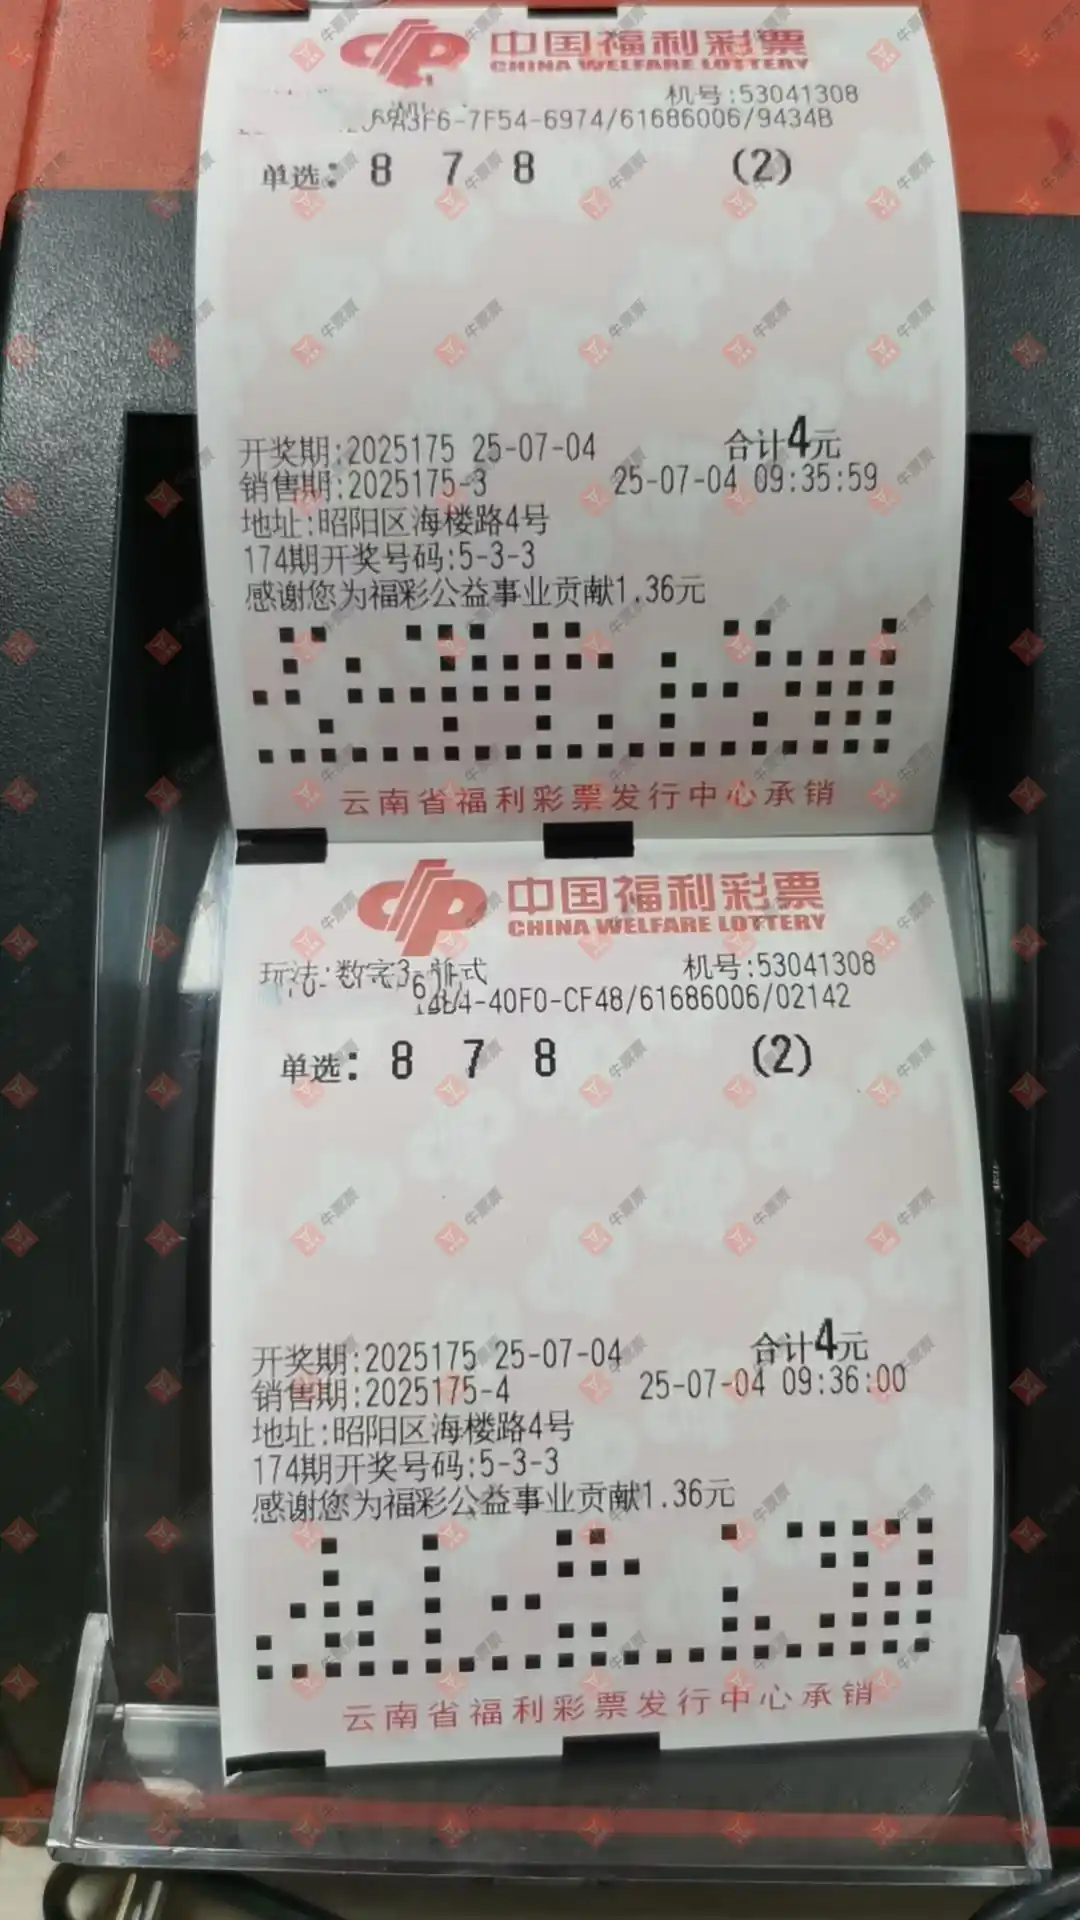 中国福利彩票
CHINA WELFARE LOTTERY
机号:53041308
A3F6-7F54-6974/61686006/9434B
单选: 8 7 8 (2)
合计4元
开奖期:2025175 25-07-04
销售期:2025175-3 25-07-04 09:35:59
地址:昭阳区海楼路4号
174期开奖号码:5-3-3
感谢您为福彩公益事业贡献1.36元
云南省福利彩票发行中心承销
中国福利彩票
CHINA WELFARE LOTTERY
玩法:数字3 机号:53041308
-40F0-CF48/61686006/02142
单选: 8 7 8 (2)
合计4元
开奖期:2025175 25-07-04
销售期:2025175-4 25-07-04 09:36:00
地址:昭阳区海楼路4号
174期开奖号码:5-3-3
感谢您为福彩公益事业贡献1.36元
云南省福利彩票发行中心承销
牛票票